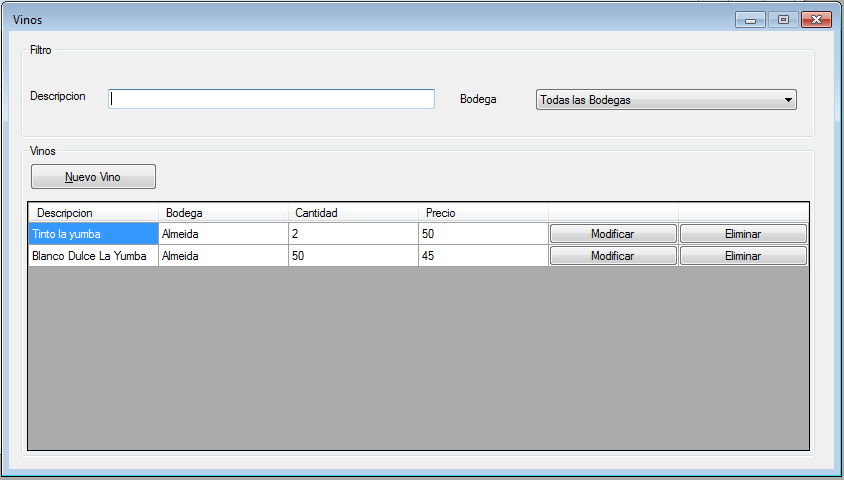 Vinos
Filtro
Descripcion
Bodega
Todas las Bodegas
Vinos
Nuevo Vino
Descripcion Bodega Cantidad Precio
Tinto la yumba Almeida 2 50 Modificar Eliminar
Blanco Dulce La Yumba Almeida 50 45 Modificar Eliminar